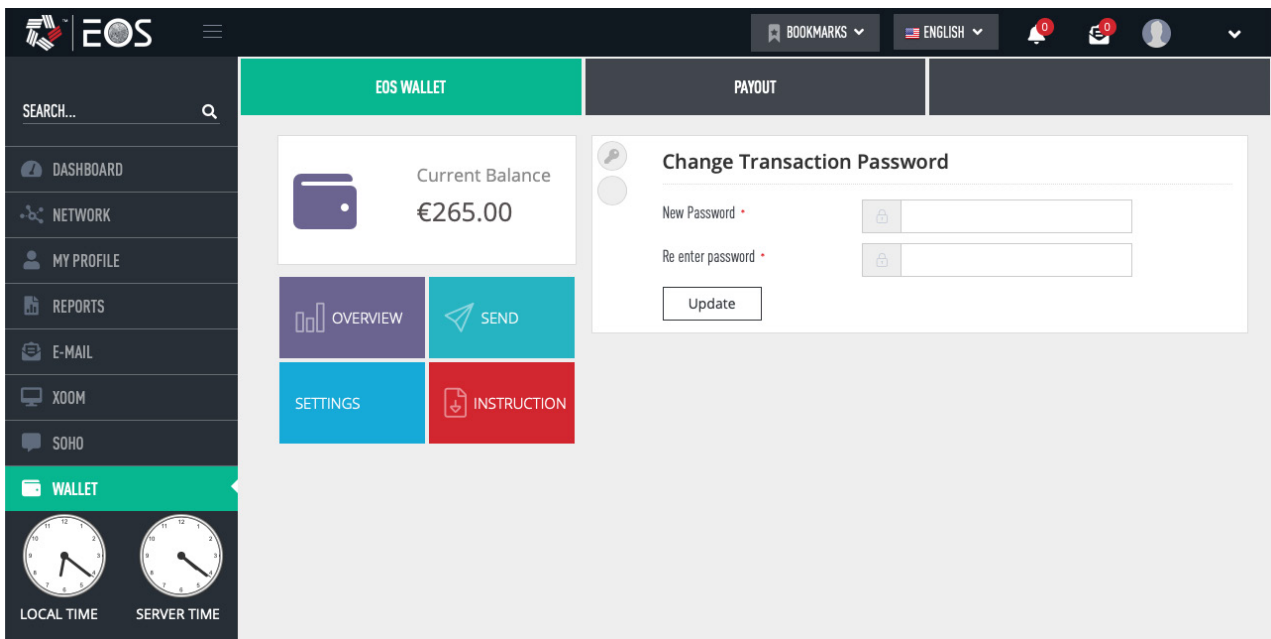 EOS
BOOKMARKS
ENGLISH
0
0
SEARCH...
DASHBOARD
NETWORK
MY PROFILE
REPORTS
E-MAIL
XOOM
SOHO
WALLET
LOCAL TIME
SERVER TIME
EOS WALLET
PAYOUT
Current Balance
€265.00
OVERVIEW
SEND
SETTINGS
INSTRUCTION
Change Transaction Password
New Password •
Re enter password •
Update